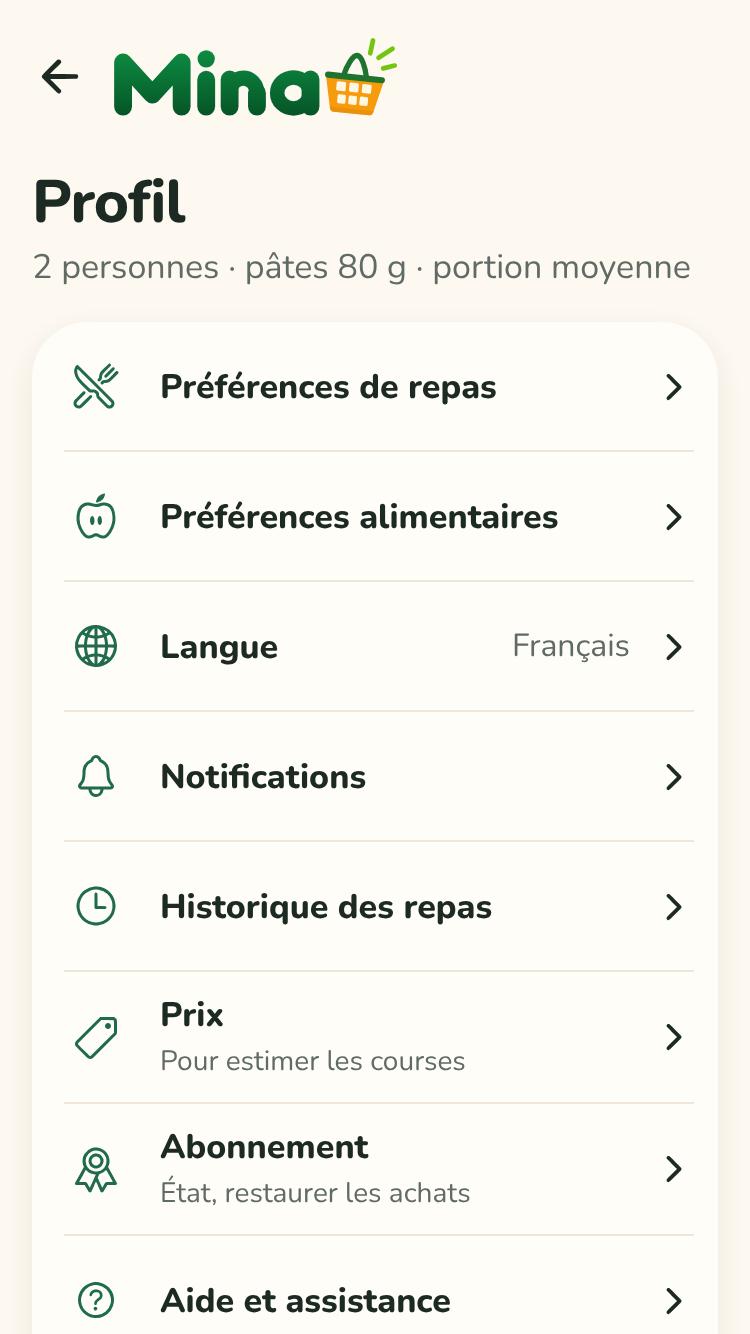 Mina
Profil
2 personnes · pâtes 80 g · portion moyenne
Préférences de repas
Préférences alimentaires
Langue Français
Notifications
Historique des repas
Prix
Pour estimer les courses
Abonnement
État, restaurer les achats
Aide et assistance